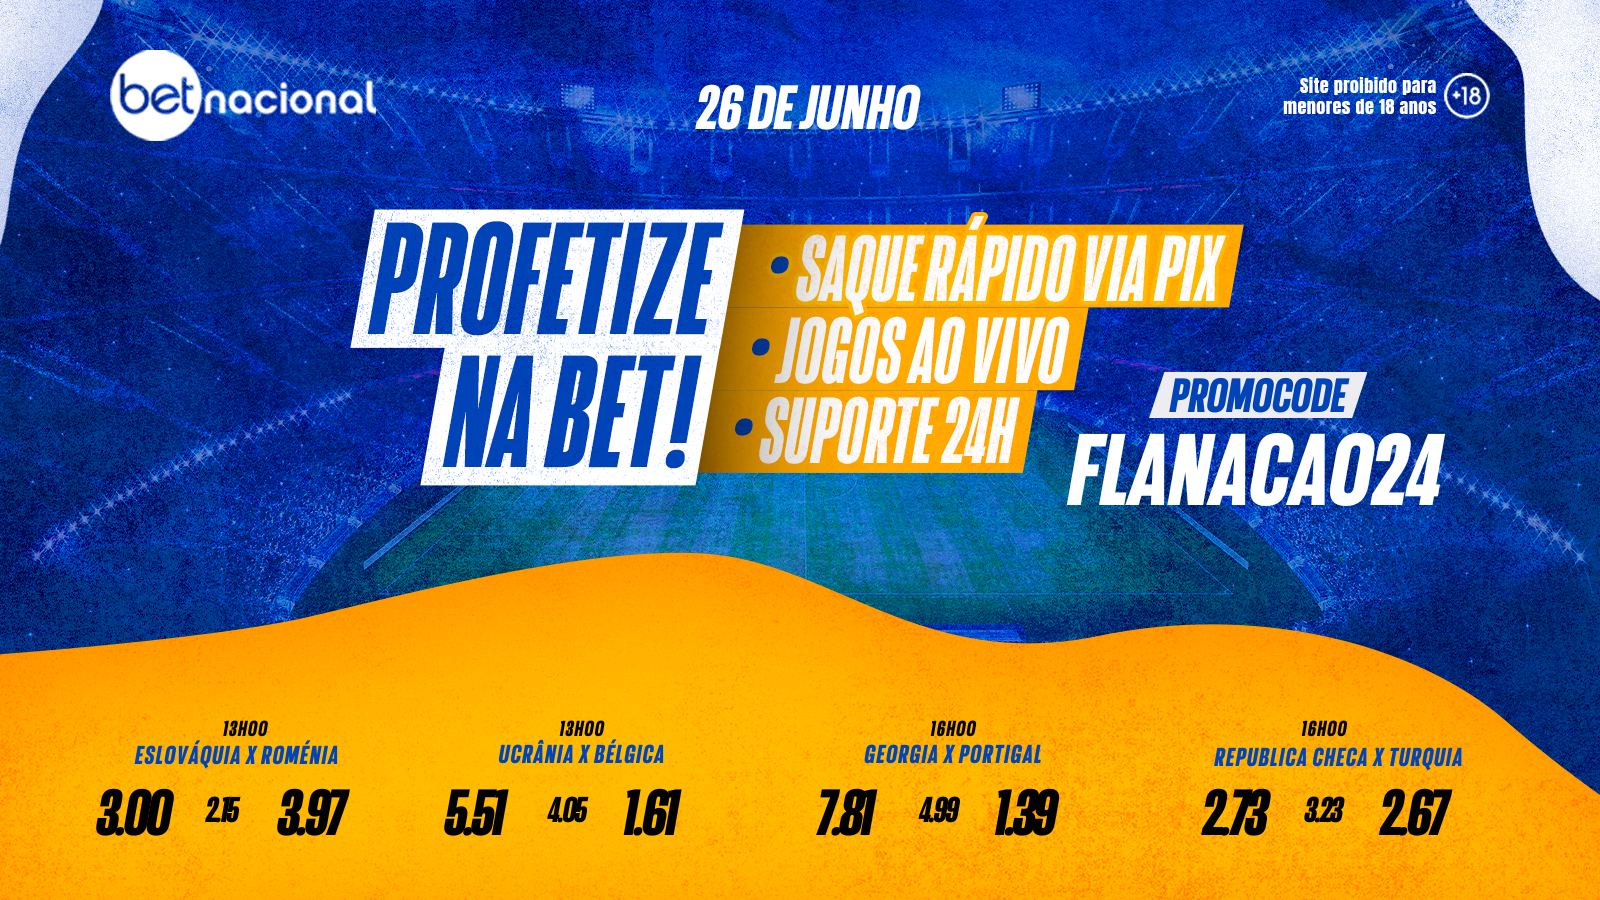 betnacional
26 DE JUNHO
Site proibido para
menores de 18 anos
+18
PROFETIZE
NA BET!
• SAQUE RÁPIDO VIA PIX
• JOGOS AO VIVO
• SUPORTE 24H
PROMOCODE
FLANACAO24
13H00
ESLOVÁQUIA X ROMÉNIA
3.00 2.15 3.97
13H00
UCRÂNIA X BÉLGICA
5.51 4.05 1.61
16H00
GEORGIA X PORTIGAL
7.81 4.99 1.39
16H00
REPUBLICA CHECA X TURQUIA
2.73 3.23 2.67